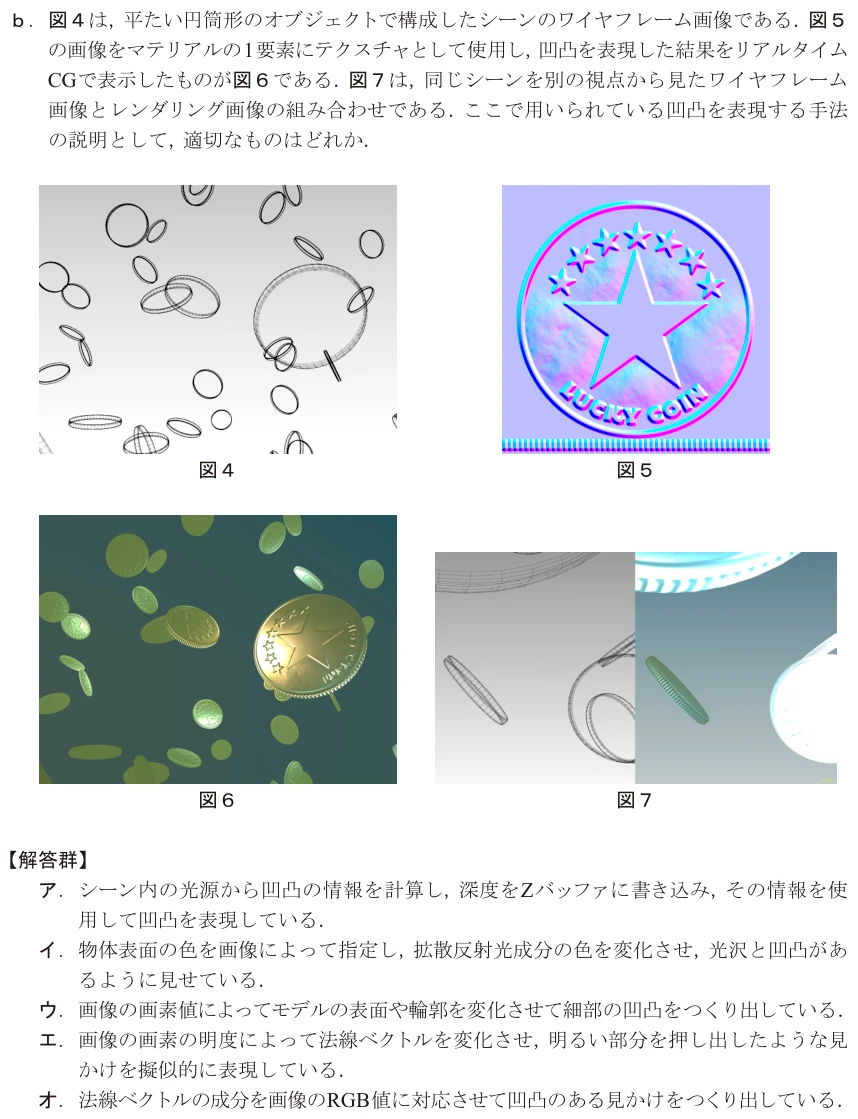 b．図4は，平たい円筒形のオブジェクトで構成したシーンのワイヤフレーム画像である．図5
の画像をマテリアルの1要素にテクスチャとして使用し，凹凸を表現した結果をリアルタイム
CGで表示したものが図6である．図7は，同じシーンを別の視点から見たワイヤフレーム
画像とレンダリング画像の組み合わせである．ここで用いられている凹凸を表現する手法
の説明として，適切なものはどれか．
LUCKY COIN
図4
図5
図6
図7
【解答群】
ア．シーン内の光源から凹凸の情報を計算し，深度をZバッファに書き込み，その情報を使
用して凹凸を表現している．
イ．物体表面の色を画像によって指定し，拡散反射光成分の色を変化させ，光沢と凹凸があ
るように見せている．
ウ．画像の画素値によってモデルの表面や輪郭を変化させて細部の凹凸をつくり出している．
エ．画像の画素の明度によって法線ベクトルを変化させ，明るい部分を押し出したような見
かけを擬似的に表現している．
オ．法線ベクトルの成分を画像のRGB値に対応させて凹凸のある見かけをつくり出している．